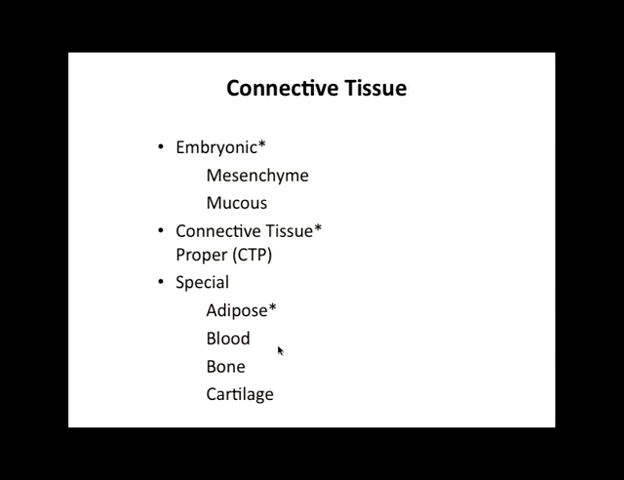 Connective Tissue
• Embryonic*
Mesenchyme
Mucous
• Connective Tissue*
Proper (CTP)
• Special
Adipose*
Blood
Bone
Cartilage